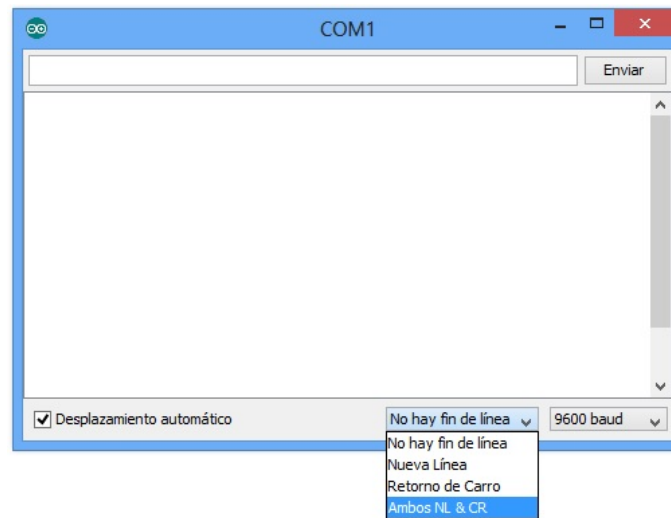 COM1
Enviar
Desplazamiento automático
No hay fin de línea
9600 baud
No hay fin de línea
Nueva Línea
Retorno de Carro
Ambos NL & CR